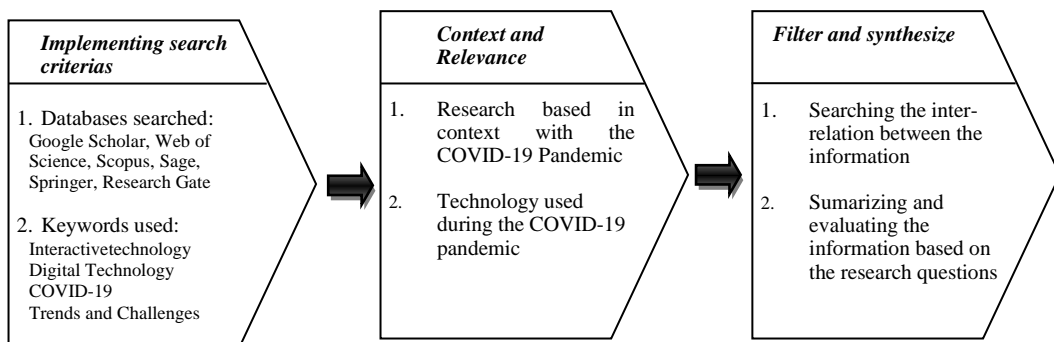 Implementing search
criterias
1. Databases searched:
Google Scholar, Web of
Science, Scopus, Sage,
Springer, Research Gate
2. Keywords used:
Interactivetechnology
Digital Technology
COVID-19
Trends and Challenges
Context and
Relevance
1. Research based in
context with the
COVID-19 Pandemic
2. Technology used
during the COVID-19
pandemic
Filter and synthesize
1. Searching the inter-
relation between the
information
2. Sumarizing and
evaluating the
information based on
the research questions